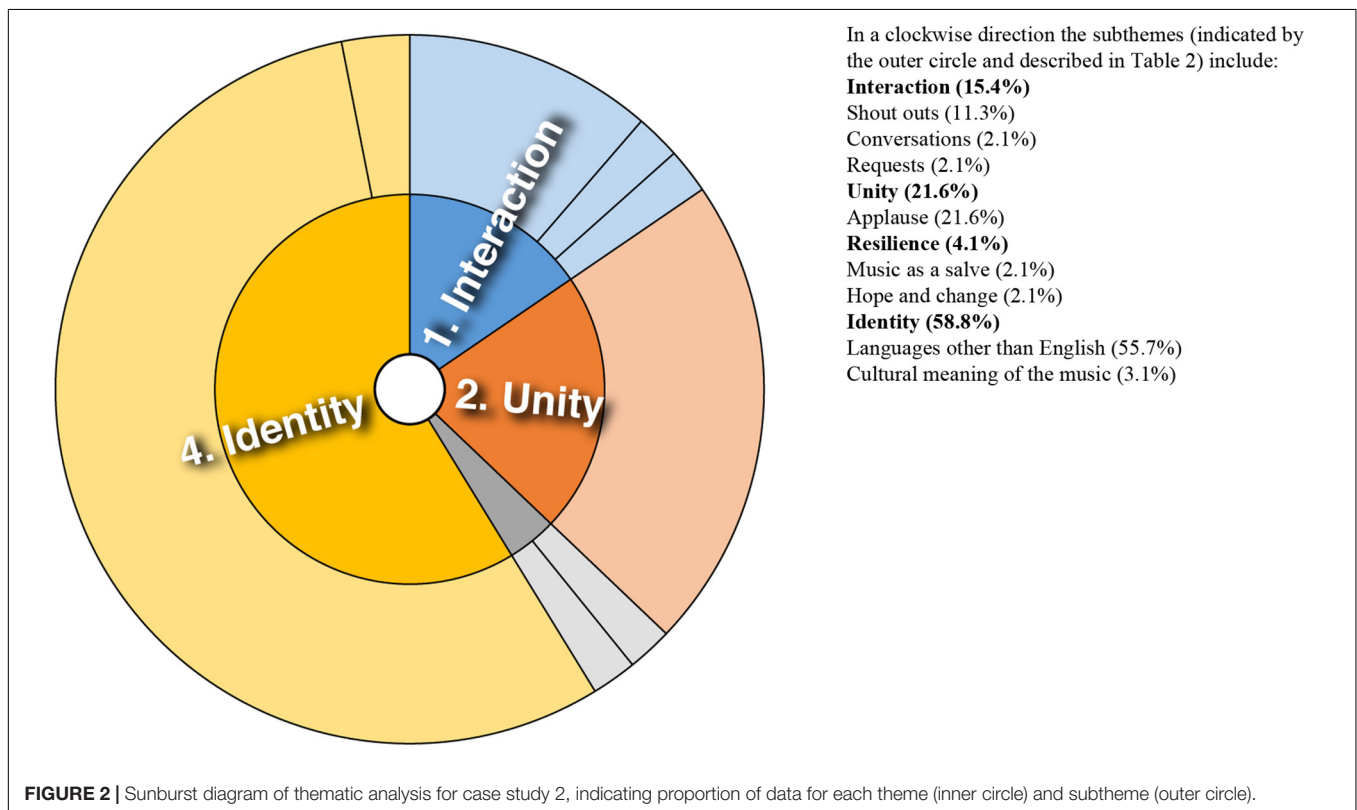 1. Interaction
2. Unity
4. Identity
In a clockwise direction the subthemes (indicated by
the outer circle and described in Table 2) include:
Interaction (15.4%)
Shout outs (11.3%)
Conversations (2.1%)
Requests (2.1%)
Unity (21.6%)
Applause (21.6%)
Resilience (4.1%)
Music as a salve (2.1%)
Hope and change (2.1%)
Identity (58.8%)
Languages other than English (55.7%)
Cultural meaning of the music (3.1%)
FIGURE 2 | Sunburst diagram of thematic analysis for case study 2, indicating proportion of data for each theme (inner circle) and subtheme (outer circle).